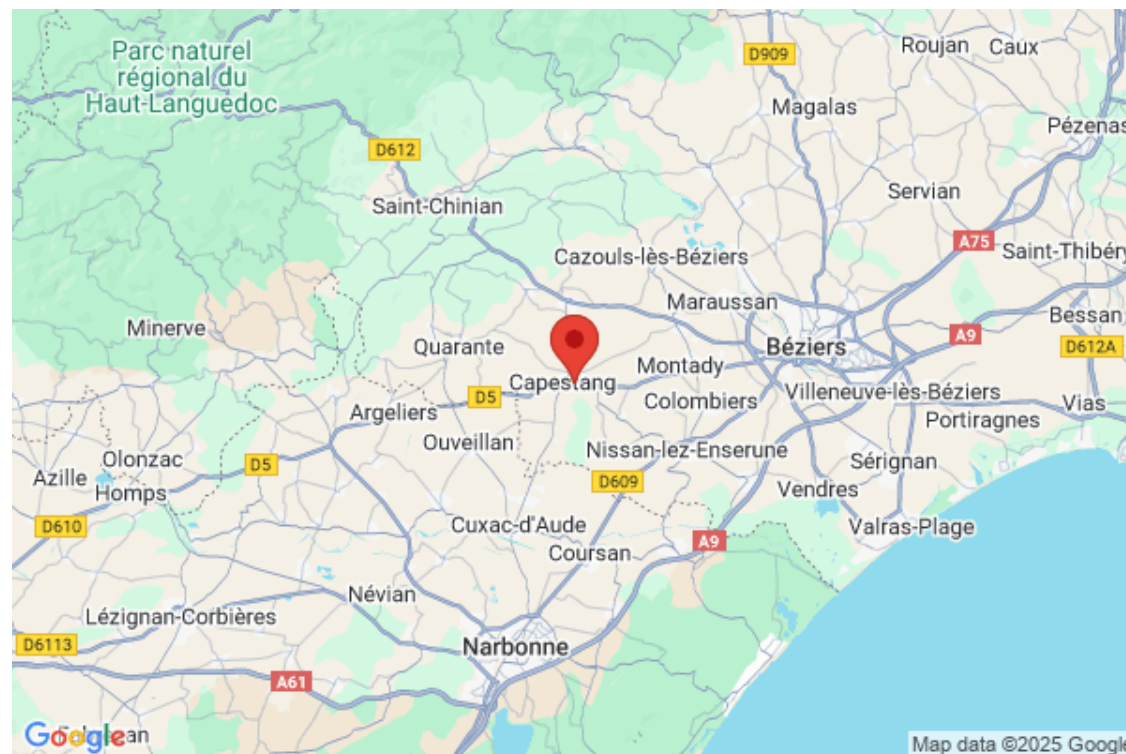 Parc naturel
régional du
Haut-Languedoc
D909
Roujan
Caux
Magalas
Pézenas
D612
Saint-Chinian
Servian
A75
Saint-Thibéry
Cazouls-lès-Béziers
Maraussan
Bessan
Minerve
Quarante
A9
D612A
Béziers
Montady
Capestang
D5
Colombiers
Villeneuve-lès-Béziers
Vias
Portiragnes
Argeliers
Ouveillan
Nissan-lez-Enserune
Sérignan
Olonzac
D5
Azille
Homps
D609
Vendres
D610
Cuxac-d'Aude
Valras-Plage
Coursan
A9
Névian
Lézignan-Corbières
D6113
Narbonne
A61
Google
Map data ©2025 Google